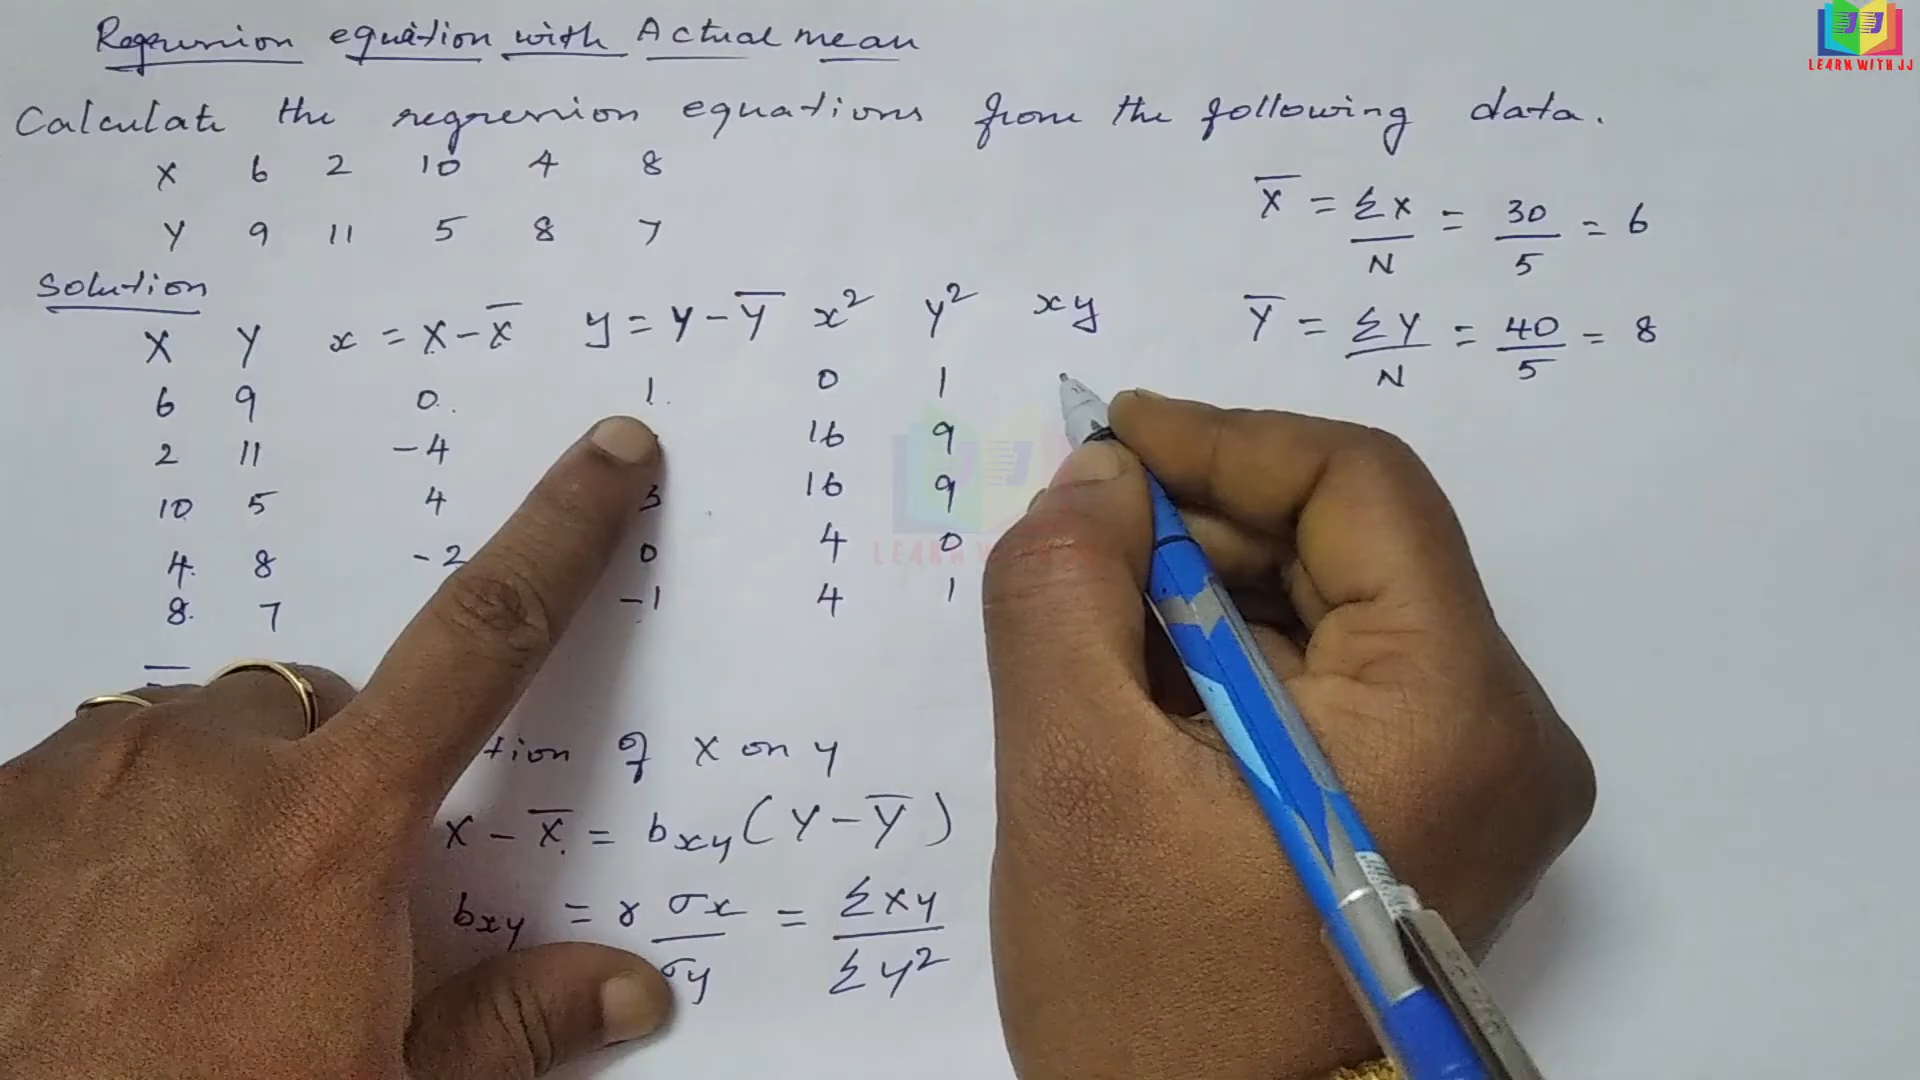 Regression equation with Actual mean
Calculate the regression equations from the following data.
X 6 2 10 4 8
Y 9 11 5 8 7
X̅ = ΣX/N = 30/5 = 6
Y̅ = ΣY/N = 40/5 = 8
Solution
X Y x = X - X̅ y = Y - Y̅ x² y² xy
6 9 0 1 0 1
2 11 -4 16 9
10 5 4 3 16 9
4 8 -2 0 4 0
8 7 -1 4 1
tion of X on Y
X - X̅ = bxy (Y - Y̅)
bxy = r σx/σy = Σxy/Σy²
LEARN WITH JJ